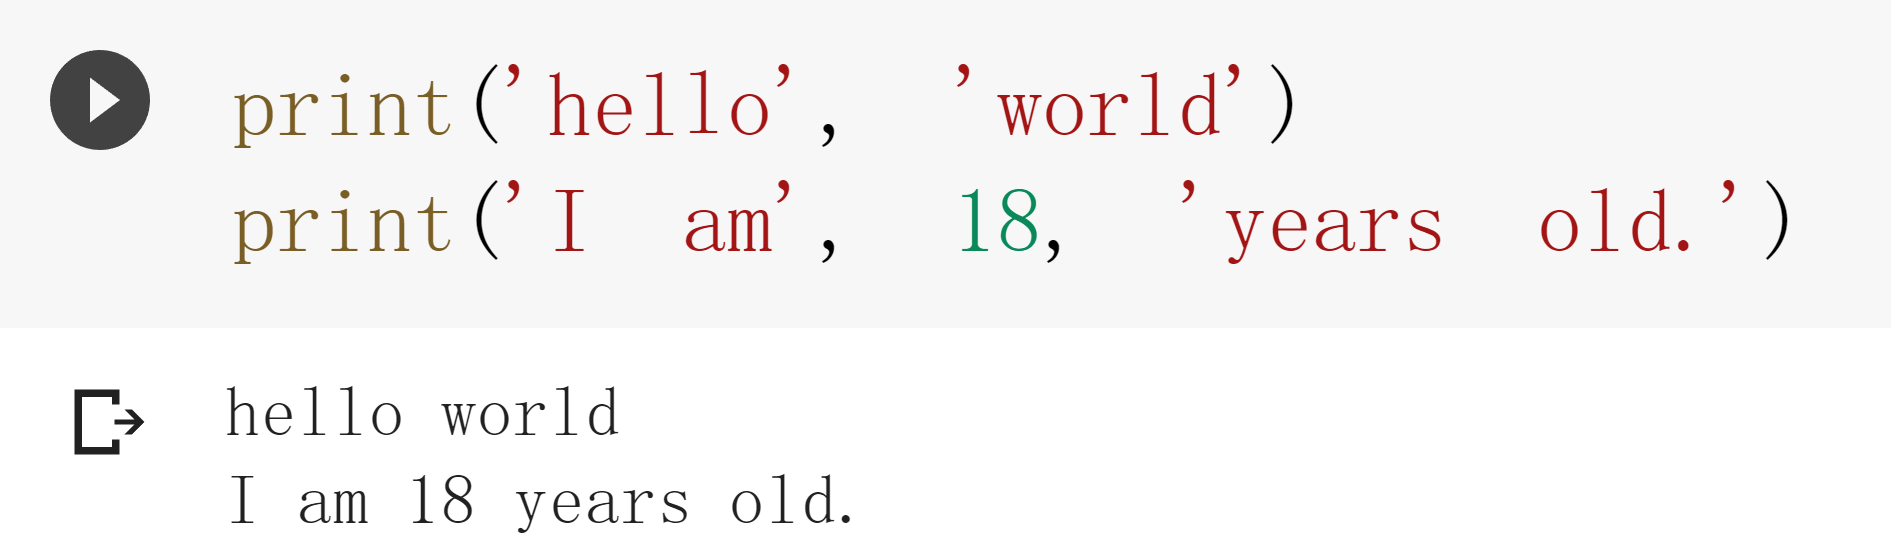 print('hello', 'world')
print('I am', 18, 'years old.')
hello world
I am 18 years old.